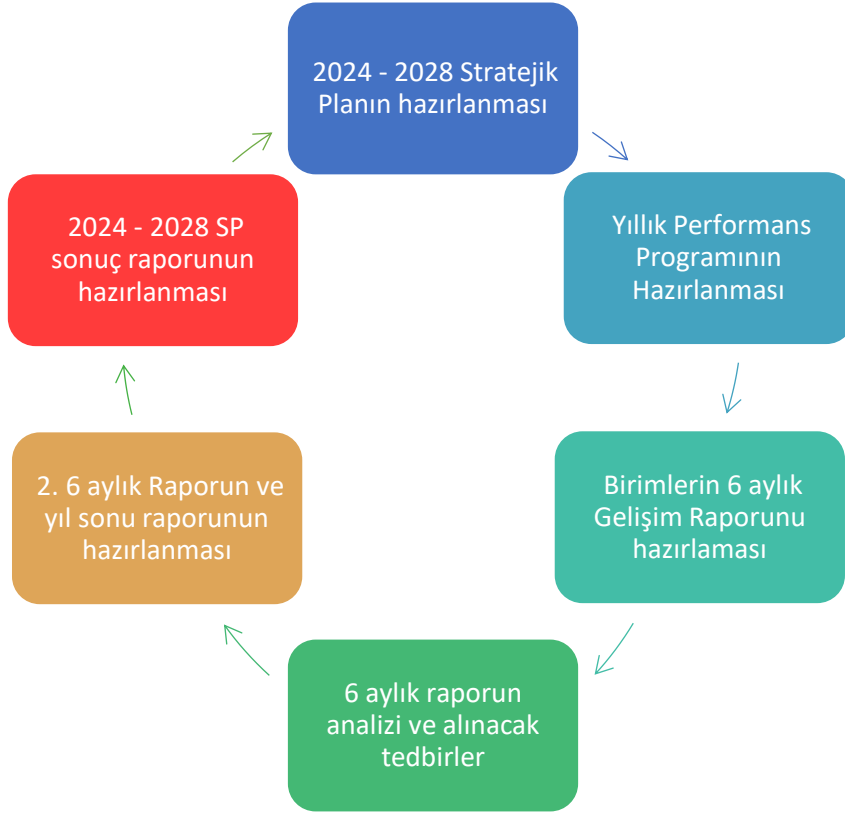 2024 - 2028 Stratejik
Planın hazırlanması
Yıllık Performans
Programının
Hazırlanması
Birimlerin 6 aylık
Gelişim Raporunu
hazırlaması
6 aylık raporun
analizi ve alınacak
tedbirler
2. 6 aylık Raporun ve
yıl sonu raporunun
hazırlanması
2024 - 2028 SP
sonuç raporunun
hazırlanması